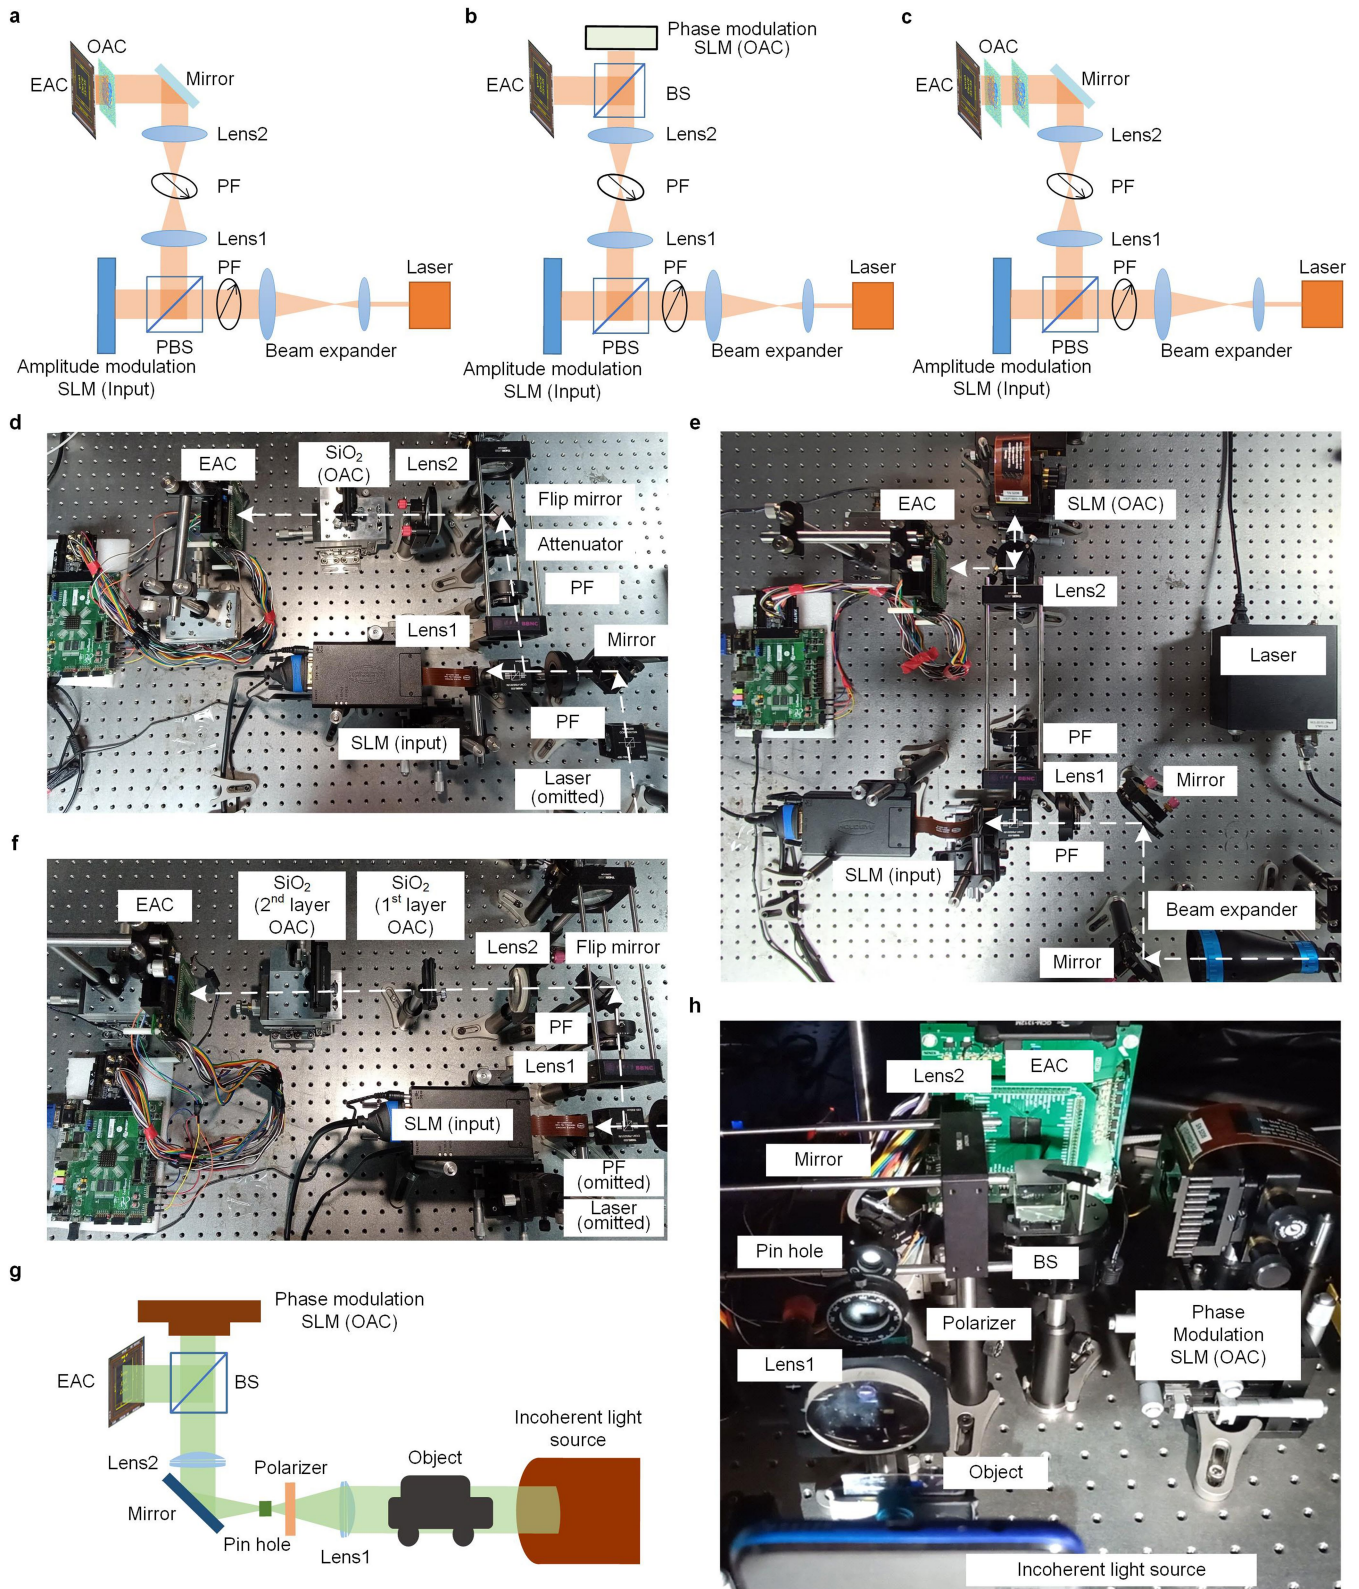 a
OAC
EAC
Mirror
Lens2
PF
Lens1
PF
Laser
PBS
Beam expander
Amplitude modulation
SLM (Input)
b
Phase modulation
SLM (OAC)
EAC
BS
Lens2
PF
Lens1
PF
Laser
PBS
Beam expander
Amplitude modulation
SLM (Input)
c
OAC
EAC
Mirror
Lens2
PF
Lens1
PF
Laser
PBS
Beam expander
Amplitude modulation
SLM (Input)
d
EAC
SiO2
(OAC)
Lens2
Flip mirror
Attenuator
PF
Lens1
Mirror
PF
SLM (input)
Laser
(omitted)
e
EAC
SLM (OAC)
Lens2
Laser
PF
Lens1
Mirror
PF
SLM (input)
Beam expander
Mirror
f
EAC
SiO2
(2nd layer
OAC)
SiO2
(1st layer
OAC)
Lens2
Flip mirror
PF
Lens1
SLM (input)
PF
(omitted)
Laser
(omitted)
g
Phase modulation
SLM (OAC)
EAC
BS
Incoherent light
source
Lens2
Polarizer
Object
Mirror
Pin hole
Lens1
h
Lens2
EAC
Mirror
Pin hole
BS
Polarizer
Phase
Modulation
SLM (OAC)
Lens1
Object
Incoherent light source